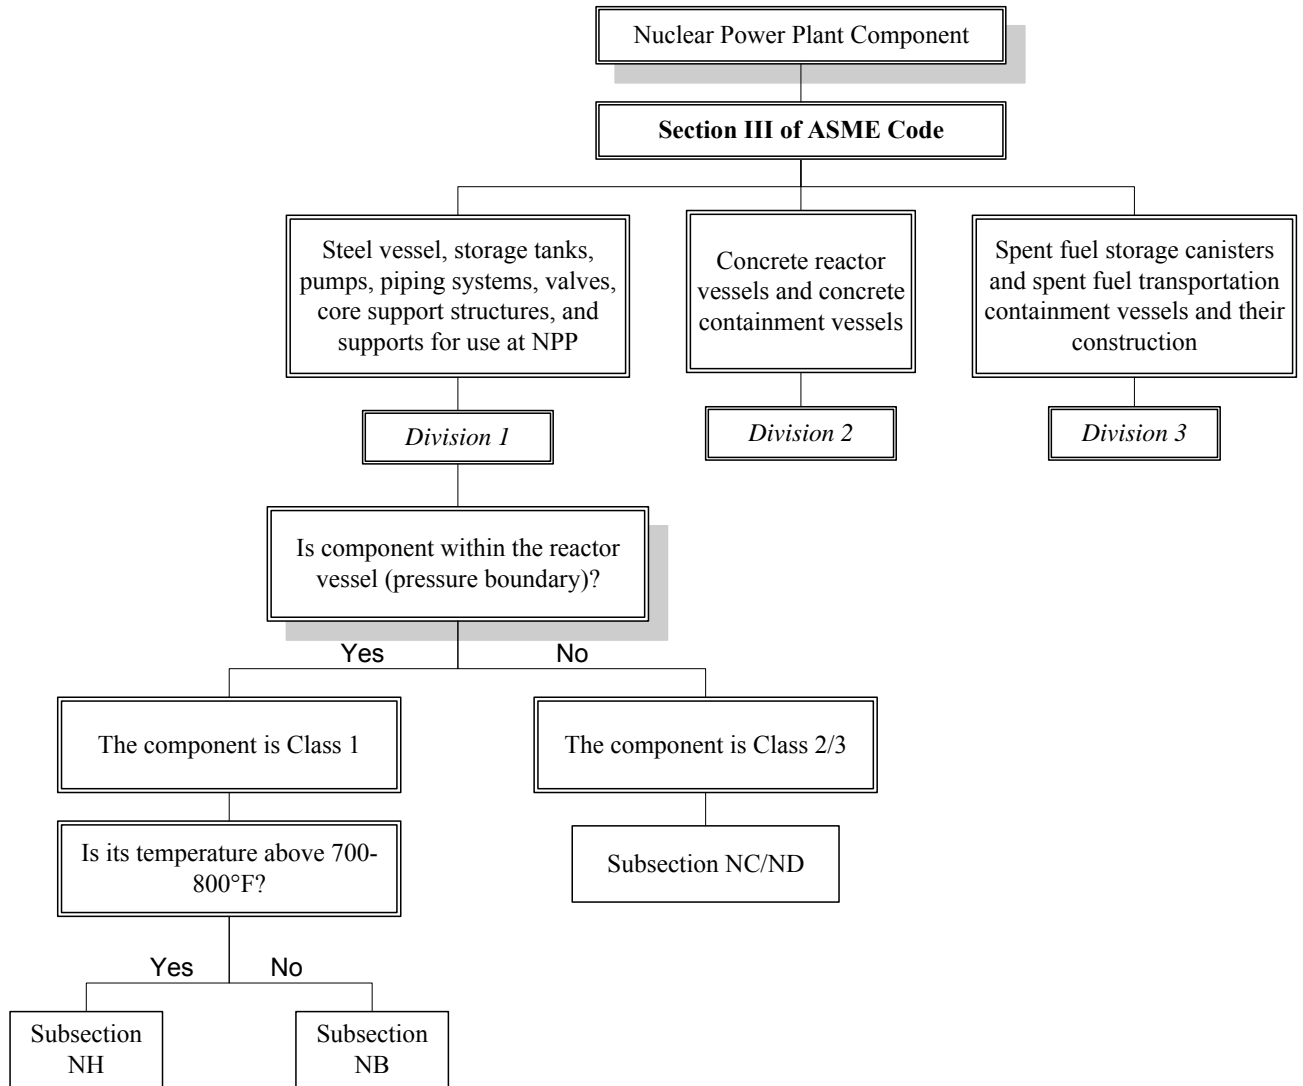 Nuclear Power Plant Component
Section III of ASME Code
Steel vessel, storage tanks,
pumps, piping systems, valves,
core support structures, and
supports for use at NPP
Concrete reactor
vessels and concrete
containment vessels
Spent fuel storage canisters
and spent fuel transportation
containment vessels and their
construction
Division 1
Division 2
Division 3
Is component within the reactor
vessel (pressure boundary)?
Yes
No
The component is Class 1
The component is Class 2/3
Is its temperature above 700-
800°F?
Subsection NC/ND
Yes
No
Subsection
NH
Subsection
NB